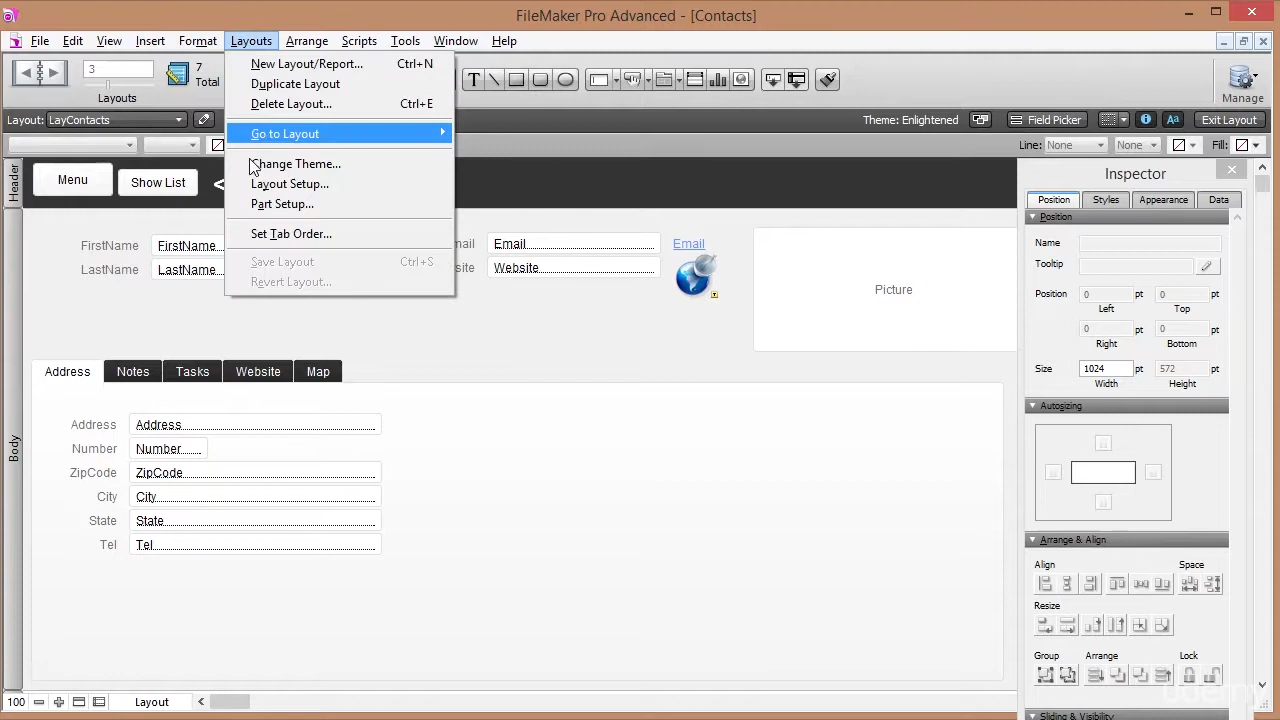 FileMaker Pro Advanced - [Contacts]
File Edit View Insert Format Layouts Arrange Scripts Tools Window Help
3
7
Total
Layouts
Manage
New Layout/Report... Ctrl+N
Duplicate Layout
Delete Layout... Ctrl+E
Go to Layout
Change Theme...
Layout Setup...
Part Setup...
Set Tab Order...
Save Layout Ctrl+S
Revert Layout...
Layout: LayContacts
Theme: Enlightened
Field Picker
Aa
Exit Layout
Line: None None Fill:
Header
Menu
Show List
<
Body
FirstName FirstName
LastName LastName
mail Email Email
site Website
Picture
Address Notes Tasks Website Map
Address Address
Number Number
ZipCode ZipCode
City City
State State
Tel Tel
Inspector
Position Styles Appearance Data
Position
Name
Tooltip
Position 0 pt 0 pt
Left Top
0 pt 0 pt
Right Bottom
Size 1024 pt 572 pt
Width Height
Autosizing
Arrange & Align
Align Space
Resize
Group Arrange Lock
Sliding & Visibility
100 Layout
udemy